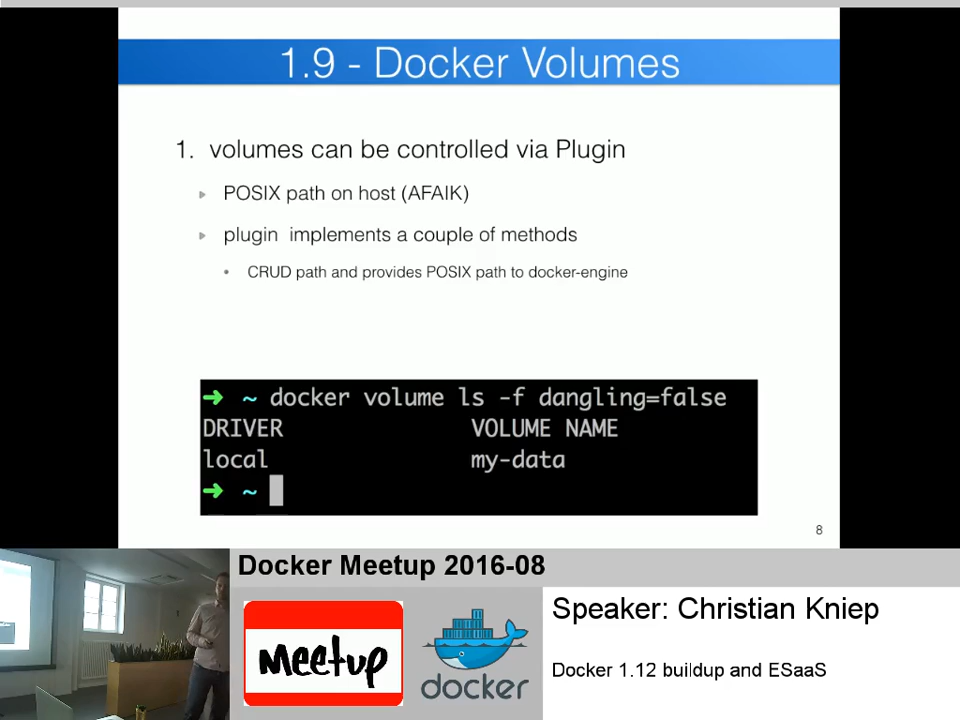 1.9 - Docker Volumes
1. volumes can be controlled via Plugin
▹ POSIX path on host (AFAIK)
▹ plugin implements a couple of methods
• CRUD path and provides POSIX path to docker-engine
➜ ~ docker volume ls -f dangling=false
DRIVER VOLUME NAME
local my-data
➜ ~
8
Docker Meetup 2016-08
Meetup
docker
Speaker: Christian Kniep
Docker 1.12 buildup and ESaaS